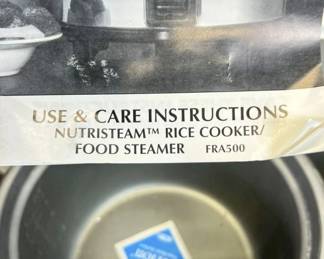 USE & CARE INSTRUCTIONS
NUTRISTEAM™ RICE COOKER/
FOOD STEAMER FRA500